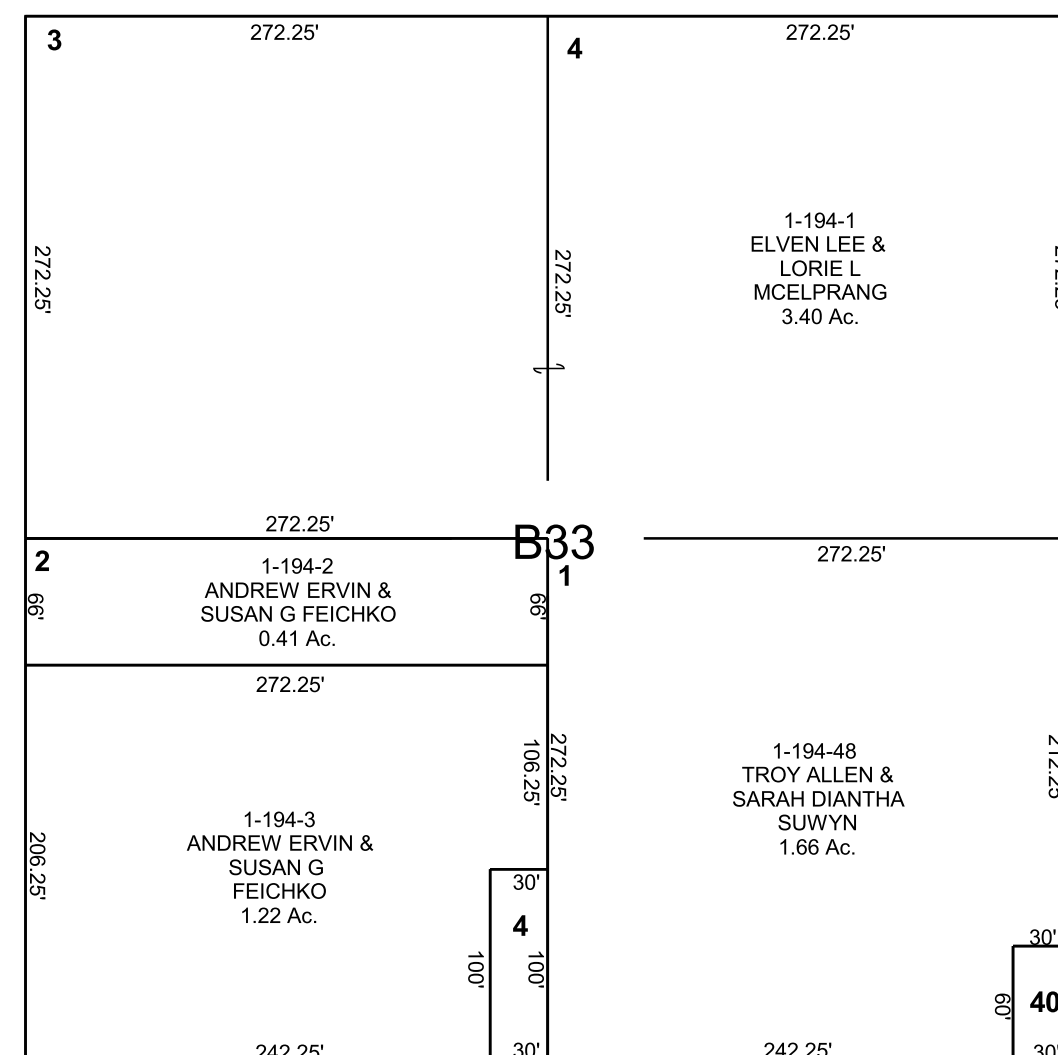 3
272.25'
4
272.25'
272.25'
272.25'
1-194-1
ELVEN LEE &
LORIE L
MCELPRANG
3.40 Ac.
272.25'
B33
272.25'
2
66'
1-194-2
ANDREW ERVIN &
SUSAN G FEICHKO
0.41 Ac.
66'
1
272.25'
106.25'
272.25'
1-194-48
TROY ALLEN &
SARAH DIANTHA
SUWYN
1.66 Ac.
206.25'
1-194-3
ANDREW ERVIN &
SUSAN G
FEICHKO
1.22 Ac.
30'
4
100'
100'
30'
60'
40
242.25'
30'
242.25'
30'